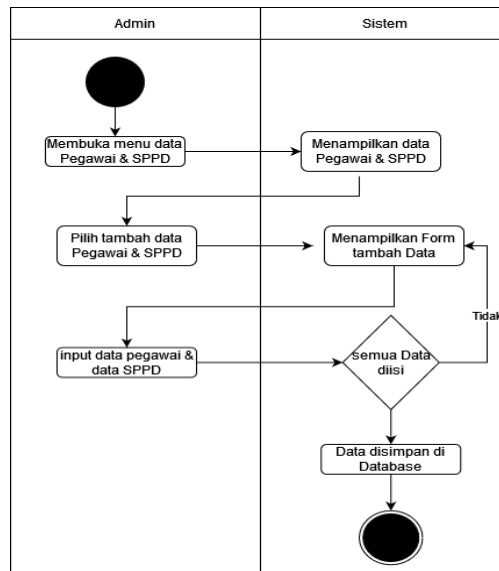 Admin
Sistem
Membuka menu data
Pegawai & SPPD
Menampilkan data
Pegawai & SPPD
Pilih tambah data
Pegawai & SPPD
Menampilkan Form
tambah Data
Tidak
input data pegawai &
data SPPD
semua Data
diisi
Data disimpan di
Database